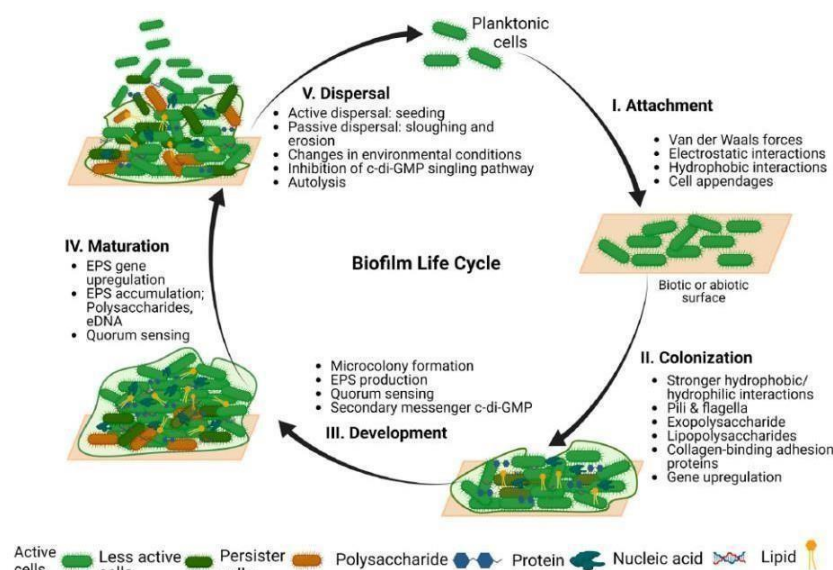 Planktonic
cells
V. Dispersal
• Active dispersal: seeding
• Passive dispersal: sloughing and
erosion
• Changes in environmental conditions
• Inhibition of c-di-GMP singling pathway
• Autolysis
I. Attachment
• Van der Waals forces
• Electrostatic interactions
• Hydrophobic interactions
• Cell appendages
Biotic or abiotic
surface
IV. Maturation
• EPS gene
upregulation
• EPS accumulation;
Polysaccharides,
eDNA
• Quorum sensing
Biofilm Life Cycle
II. Colonization
• Stronger hydrophobic/
hydrophilic interactions
• Pili & flagella
• Exopolysaccharide
• Lipopolysaccharides
• Collagen-binding adhesion
proteins
• Gene upregulation
• Microcolony formation
• EPS production
• Quorum sensing
• Secondary messenger c-di-GMP
III. Development
Active
cells
Less active
cells
Persister
Polysaccharide
Protein
Nucleic acid
Lipid